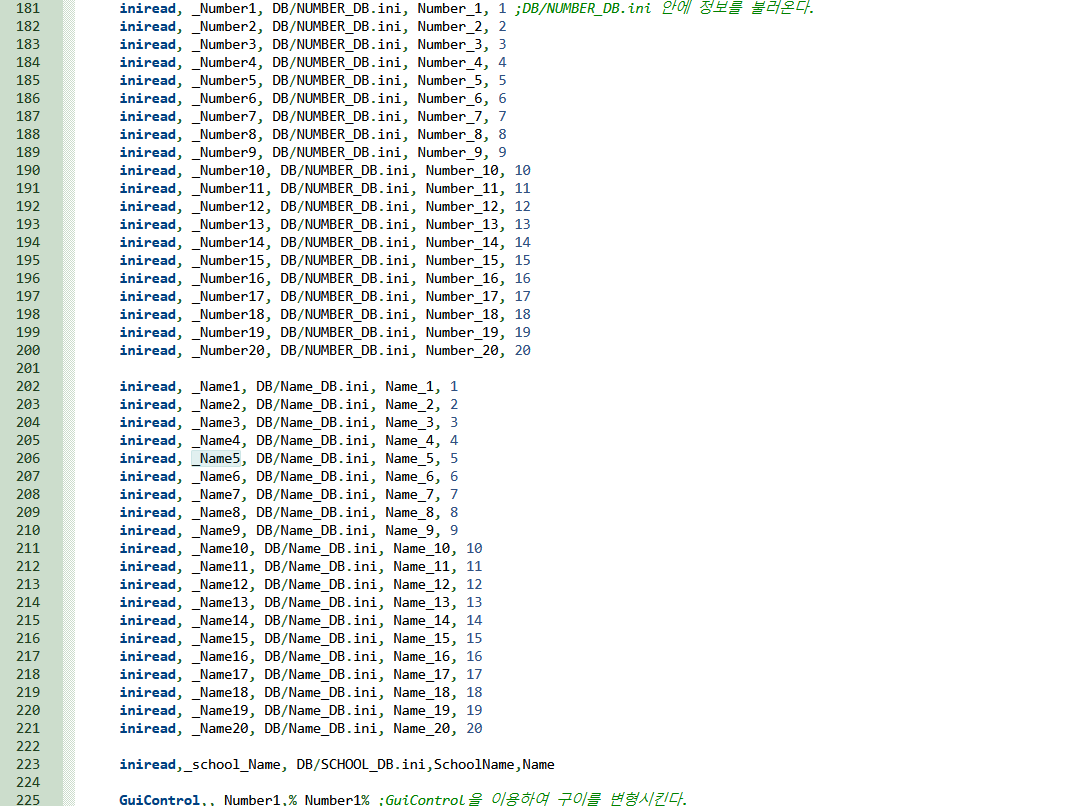 181 iniread, _Number1, DB/NUMBER_DB.ini, Number_1, 1 ;DB/NUMBER_DB.ini 안에 정보를 불러온다.
182 iniread, _Number2, DB/NUMBER_DB.ini, Number_2, 2
183 iniread, _Number3, DB/NUMBER_DB.ini, Number_3, 3
184 iniread, _Number4, DB/NUMBER_DB.ini, Number_4, 4
185 iniread, _Number5, DB/NUMBER_DB.ini, Number_5, 5
186 iniread, _Number6, DB/NUMBER_DB.ini, Number_6, 6
187 iniread, _Number7, DB/NUMBER_DB.ini, Number_7, 7
188 iniread, _Number8, DB/NUMBER_DB.ini, Number_8, 8
189 iniread, _Number9, DB/NUMBER_DB.ini, Number_9, 9
190 iniread, _Number10, DB/NUMBER_DB.ini, Number_10, 10
191 iniread, _Number11, DB/NUMBER_DB.ini, Number_11, 11
192 iniread, _Number12, DB/NUMBER_DB.ini, Number_12, 12
193 iniread, _Number13, DB/NUMBER_DB.ini, Number_13, 13
194 iniread, _Number14, DB/NUMBER_DB.ini, Number_14, 14
195 iniread, _Number15, DB/NUMBER_DB.ini, Number_15, 15
196 iniread, _Number16, DB/NUMBER_DB.ini, Number_16, 16
197 iniread, _Number17, DB/NUMBER_DB.ini, Number_17, 17
198 iniread, _Number18, DB/NUMBER_DB.ini, Number_18, 18
199 iniread, _Number19, DB/NUMBER_DB.ini, Number_19, 19
200 iniread, _Number20, DB/NUMBER_DB.ini, Number_20, 20
201
202 iniread, _Name1, DB/Name_DB.ini, Name_1, 1
203 iniread, _Name2, DB/Name_DB.ini, Name_2, 2
204 iniread, _Name3, DB/Name_DB.ini, Name_3, 3
205 iniread, _Name4, DB/Name_DB.ini, Name_4, 4
206 iniread, _Name5, DB/Name_DB.ini, Name_5, 5
207 iniread, _Name6, DB/Name_DB.ini, Name_6, 6
208 iniread, _Name7, DB/Name_DB.ini, Name_7, 7
209 iniread, _Name8, DB/Name_DB.ini, Name_8, 8
210 iniread, _Name9, DB/Name_DB.ini, Name_9, 9
211 iniread, _Name10, DB/Name_DB.ini, Name_10, 10
212 iniread, _Name11, DB/Name_DB.ini, Name_11, 11
213 iniread, _Name12, DB/Name_DB.ini, Name_12, 12
214 iniread, _Name13, DB/Name_DB.ini, Name_13, 13
215 iniread, _Name14, DB/Name_DB.ini, Name_14, 14
216 iniread, _Name15, DB/Name_DB.ini, Name_15, 15
217 iniread, _Name16, DB/Name_DB.ini, Name_16, 16
218 iniread, _Name17, DB/Name_DB.ini, Name_17, 17
219 iniread, _Name18, DB/Name_DB.ini, Name_18, 18
220 iniread, _Name19, DB/Name_DB.ini, Name_19, 19
221 iniread, _Name20, DB/Name_DB.ini, Name_20, 20
222
223 iniread,_school_Name, DB/SCHOOL_DB.ini,SchoolName,Name
224
225 GuiControl,, Number1,%_Number1% ;GuiControl을 이용하여 구이를 변형시킨다.